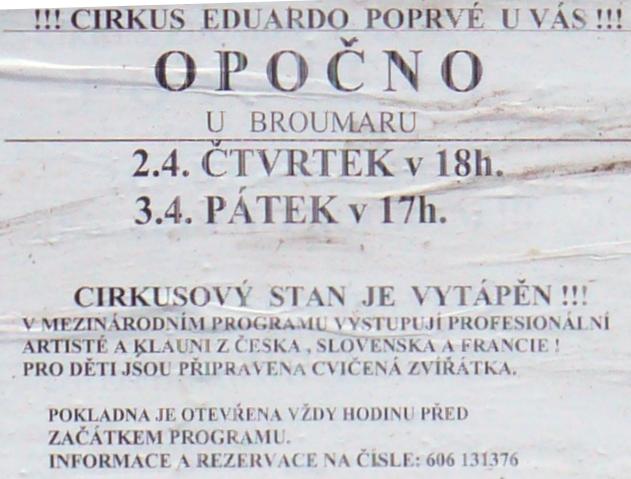 !!! CIRKUS EDUARDO POPRVÉ U VÁS !!!
OPOČNO
U BROUMARU
2.4. ČTVRTEK v 18h.
3.4. PÁTEK v 17h.
CIRKUSOVÝ STAN JE VYTÁPĚN !!!
V MEZINÁRODNÍM PROGRAMU VYSTUPUJÍ PROFESIONÁLNÍ
ARTISTÉ A KLAUNI Z ČESKA , SLOVENSKA A FRANCIE !
PRO DĚTI JSOU PŘIPRAVENA CVIČENÁ ZVÍŘÁTKA.
POKLADNA JE OTEVŘENA VŽDY HODINU PŘED
ZAČÁTKEM PROGRAMU.
INFORMACE A REZERVACE NA ČÍSLE: 606 131376